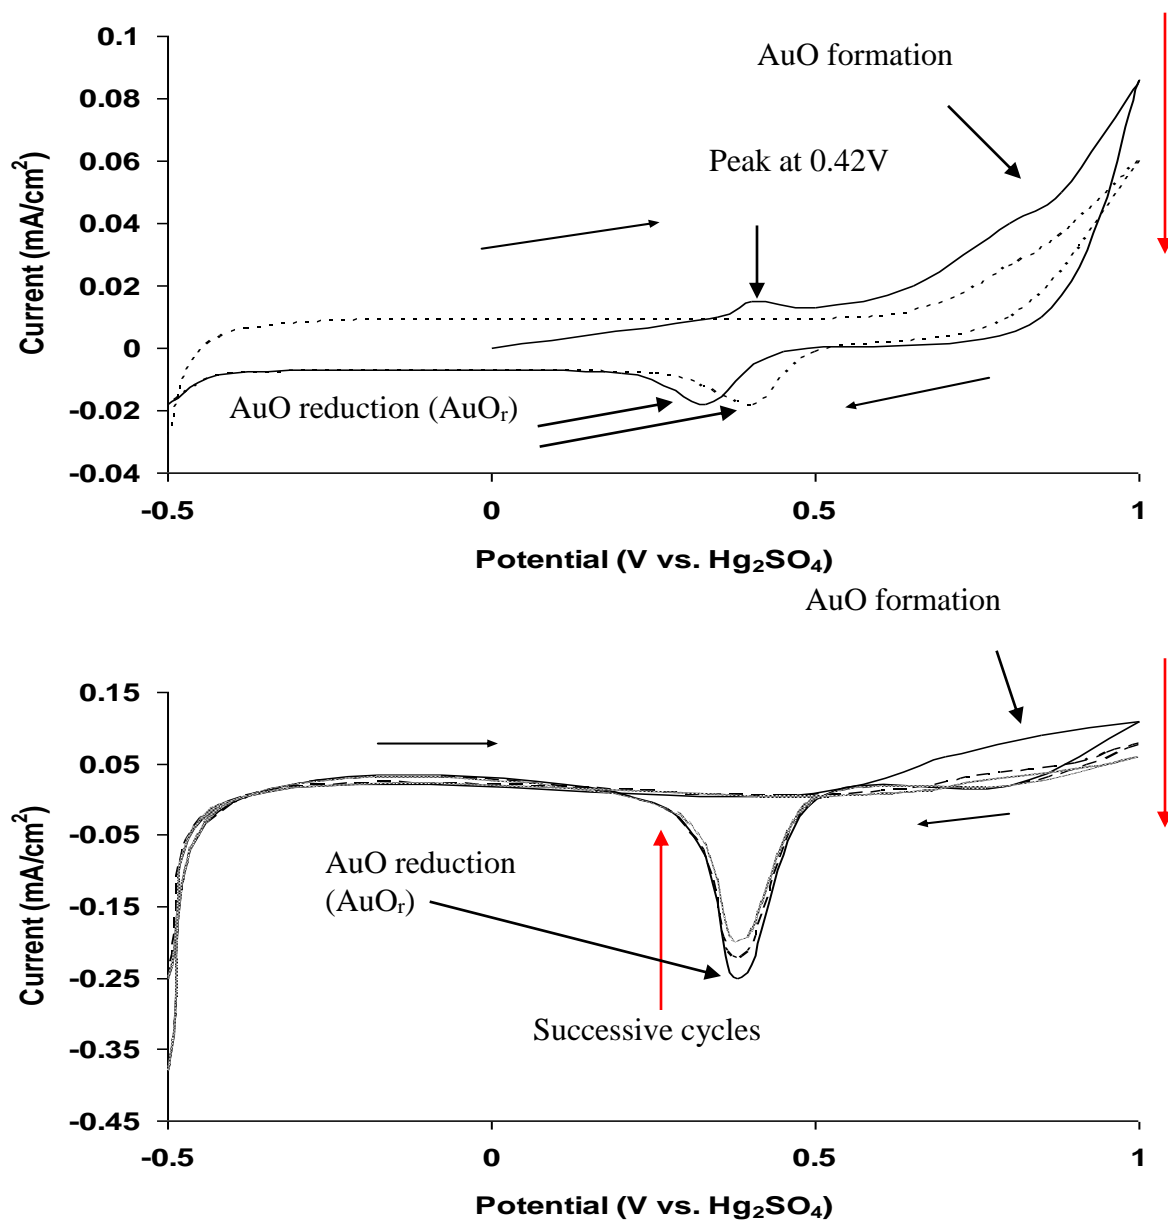 AuO formation
Peak at 0.42V
AuO reduction (AuOᵣ)
0.1
0.08
0.06
0.04
0.02
0
-0.02
-0.04
Current (mA/cm²)
-0.5 0 0.5 1
Potential (V vs. Hg₂SO₄)
AuO formation
0.15
0.05
-0.05
-0.15
-0.25
-0.35
-0.45
Current (mA/cm²)
AuO reduction
(AuOᵣ)
Successive cycles
-0.5 0 0.5 1
Potential (V vs. Hg₂SO₄)